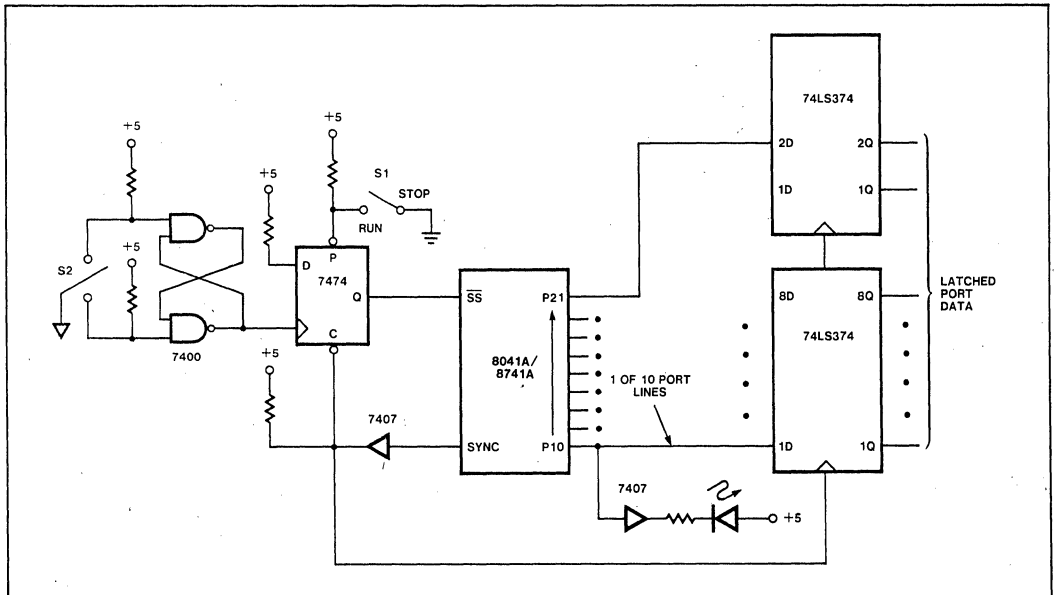 74LS374
2D
2Q
1D
1Q
+5
+5
+5
+5
S1
STOP
RUN
S2
P
D
7474
Q
C
7400
+5
7407
SS
P21
8041A/
8741A
SYNC
P10
1 OF 10 PORT
LINES
8D
8Q
74LS374
1D
1Q
LATCHED
PORT
DATA
7407
+5